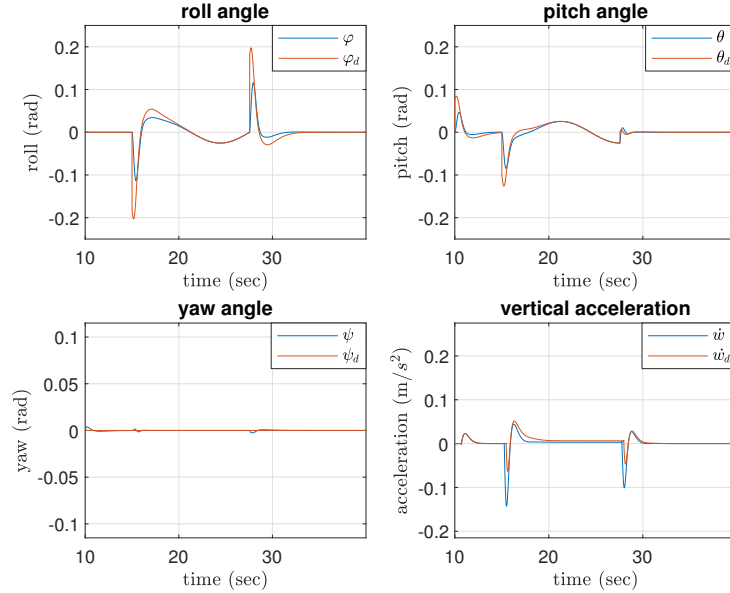 roll angle
0.2
0.1
0
-0.1
-0.2
roll (rad)
φ
φ_d
10
20
30
time (sec)
pitch angle
0.2
0.1
0
-0.1
-0.2
pitch (rad)
θ
θ_d
10
20
30
time (sec)
yaw angle
0.1
0.05
0
-0.05
-0.1
yaw (rad)
ψ
ψ_d
10
20
30
time (sec)
vertical acceleration
0.2
0.1
0
-0.1
-0.2
acceleration (m/s²)
ẇ
ẇ_d
10
20
30
time (sec)